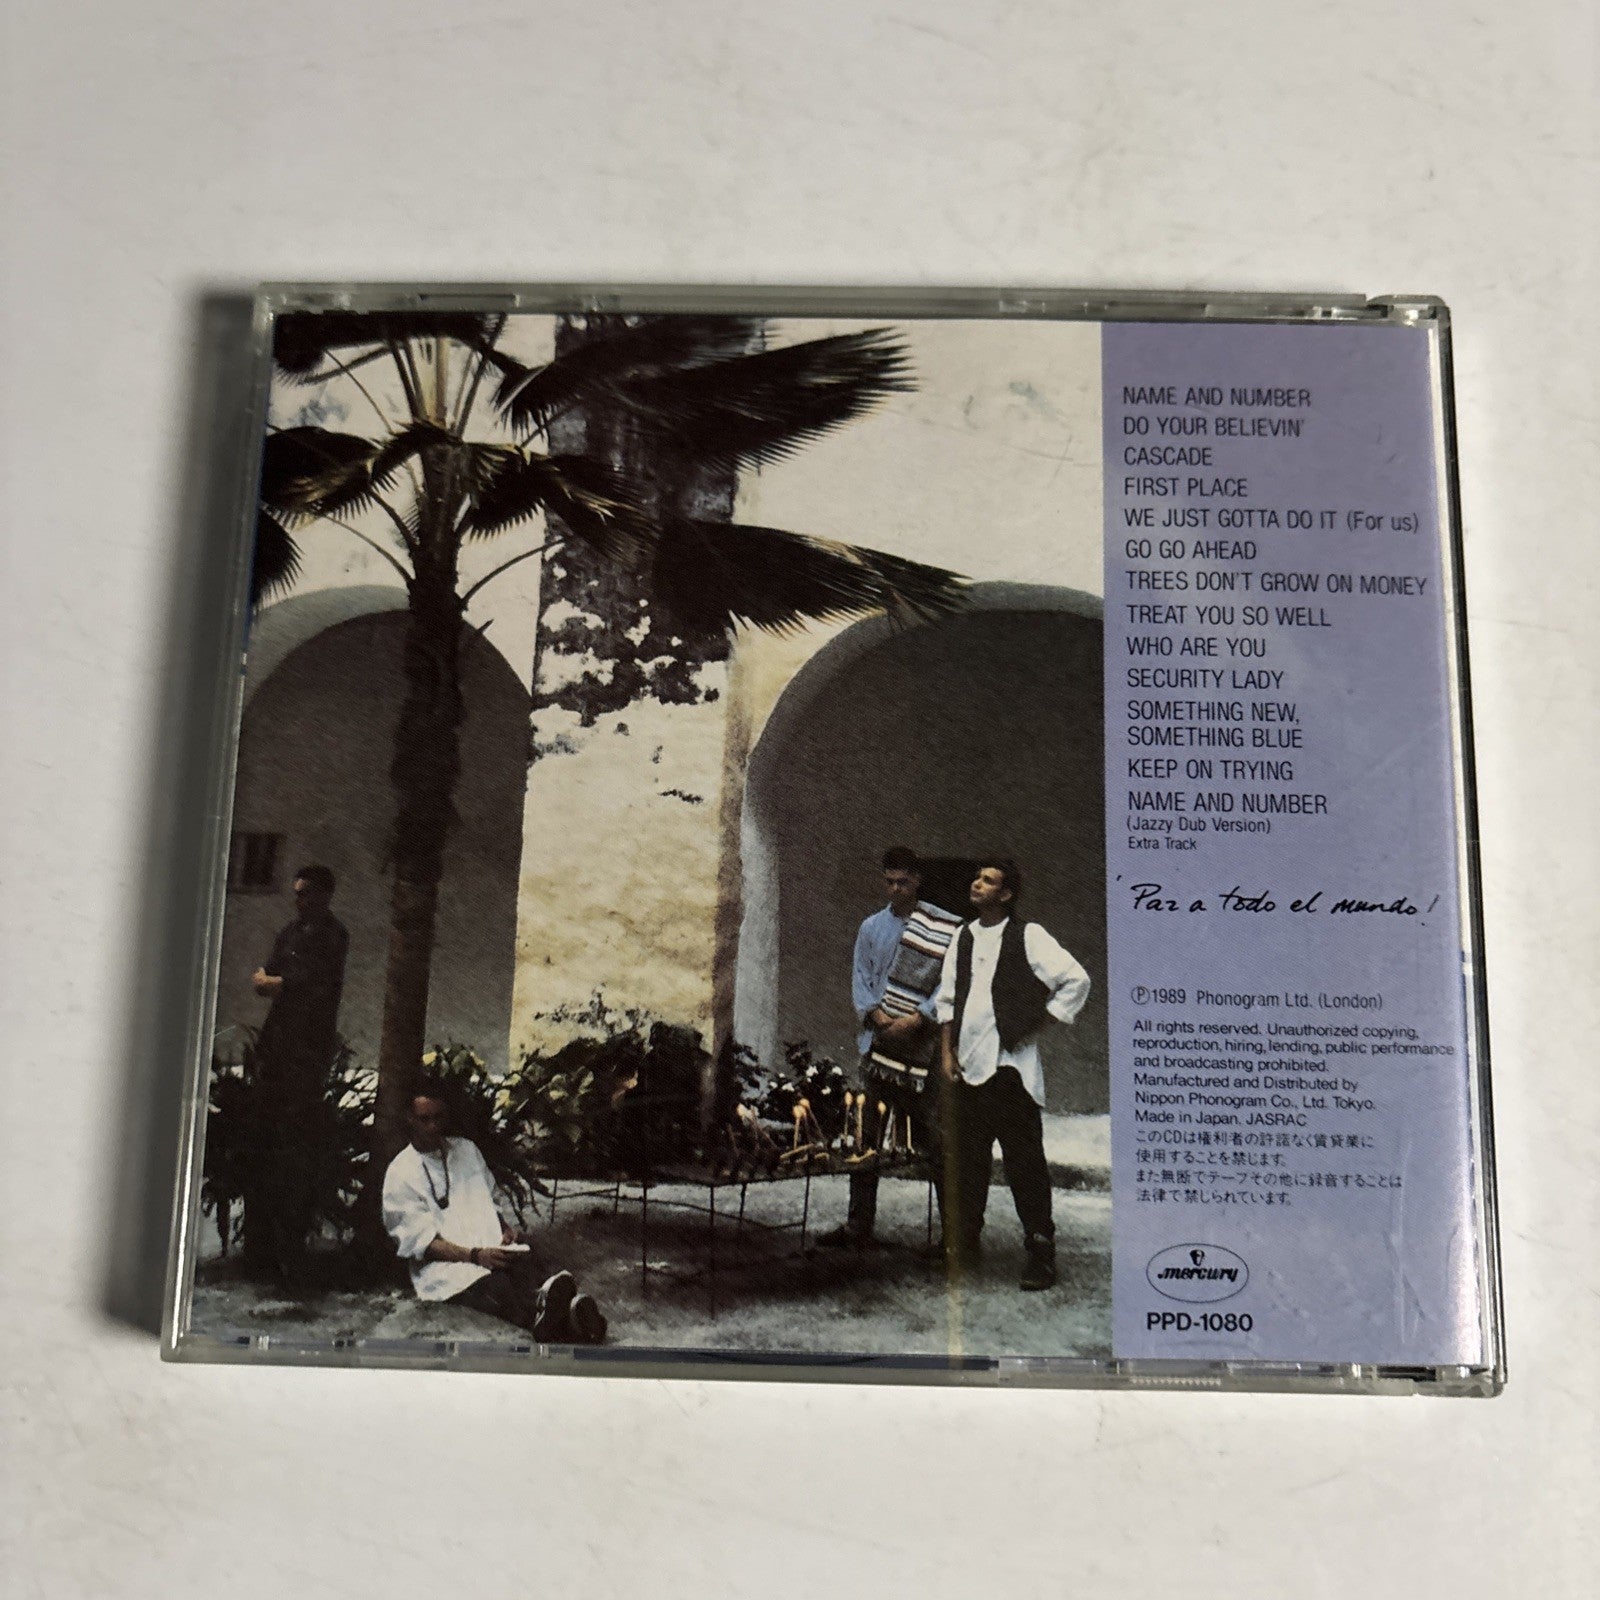 NAME AND NUMBER
DO YOUR BELIEVIN'
CASCADE
FIRST PLACE
WE JUST GOTTA DO IT (For us)
GO GO AHEAD
TREES DON'T GROW ON MONEY
TREAT YOU SO WELL
WHO ARE YOU
SECURITY LADY
SOMETHING NEW,
SOMETHING BLUE
KEEP ON TRYING
NAME AND NUMBER
(Jazzy Dub Version)
Extra Track
'Paz a todo el mundo!
Ⓟ1989 Phonogram Ltd. (London)
All rights reserved. Unauthorized copying,
reproduction, hiring, lending, public performance
and broadcasting prohibited.
Manufactured and Distributed by
Nippon Phonogram Co., Ltd. Tokyo.
Made in Japan. JASRAC
このCDは権利者の許諾なく賃貸業に
使用することを禁じます。
また無断でテープその他に録音することは
法律で禁じられています。
mercury
PPD-1080